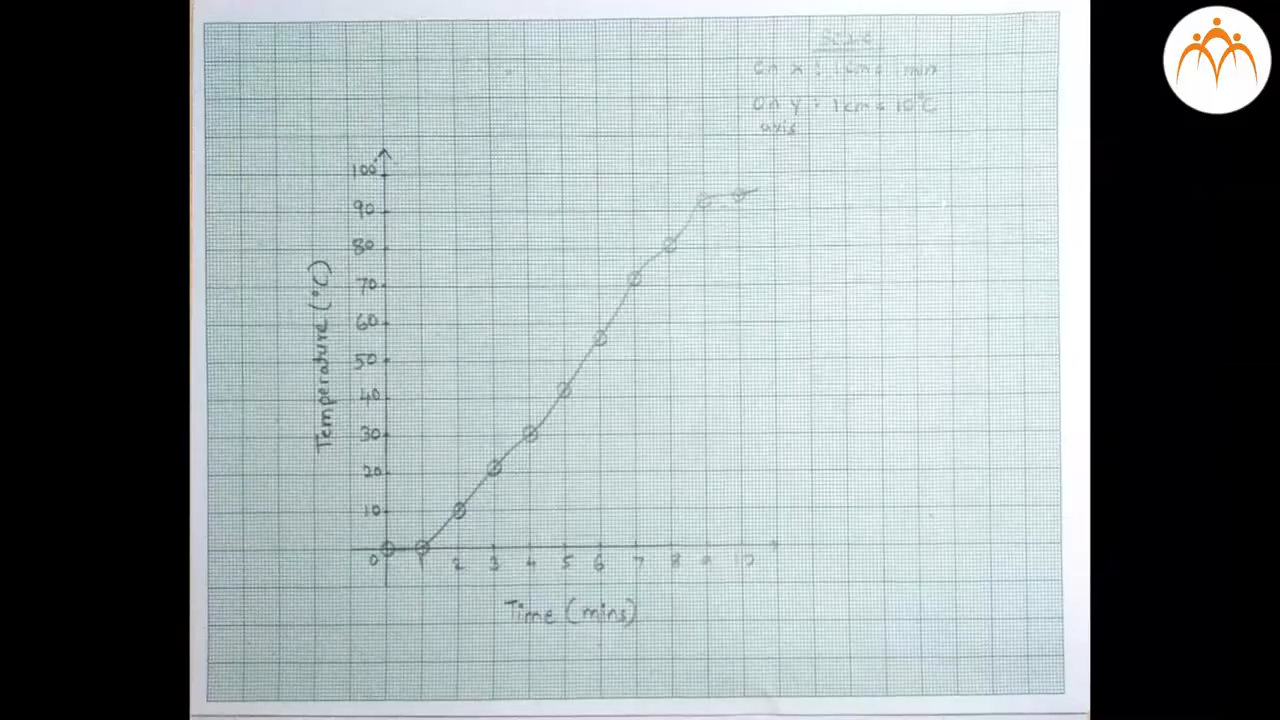 Scale
On x : 1cm = 1min
On y : 1cm = 10°C
axis
100
90
80
70
60
50
40
30
20
10
0
1 2 3 4 5 6 7 8 9 10
Temperature (°C)
Time (mins)